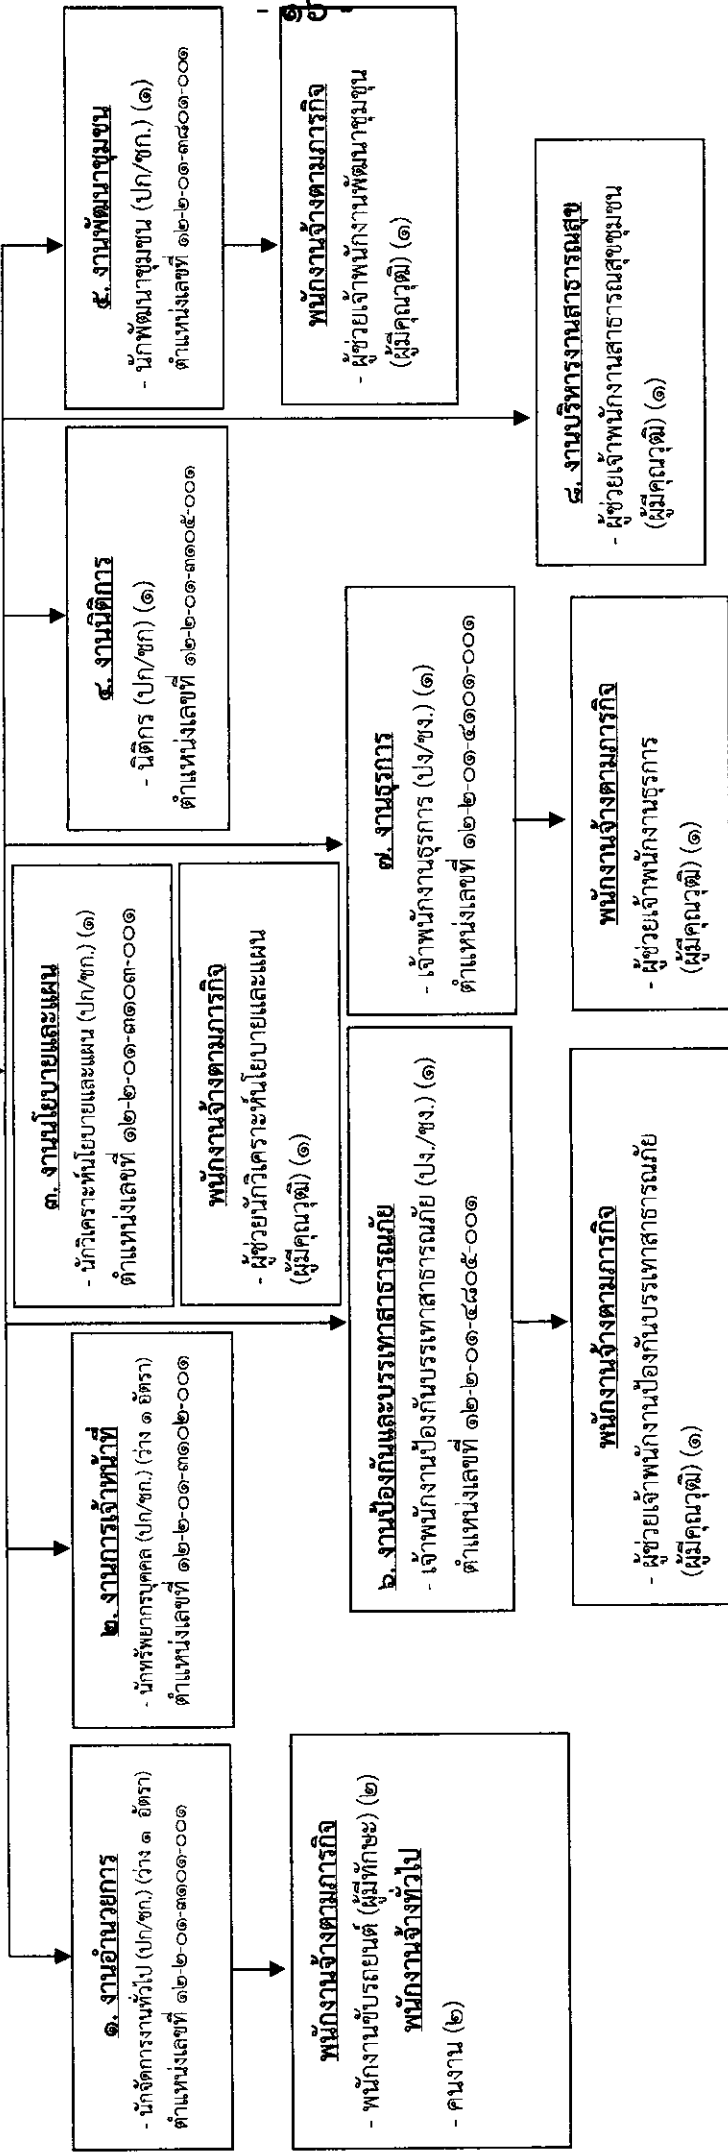 ๑. งานอำนวยการ
- นักจัดการงานทั่วไป (ปก/ชก.) (ว่าง ๑ อัตรา)
ตำแหน่งเลขที่ ๑๒-๒-๐๑-๓๑๐๑-๐๐๑
พนักงานจ้างตามภารกิจ
- พนักงานขับรถยนต์ (ผู้มีทักษะ) (๒)
พนักงานจ้างทั่วไป
- คนงาน (๒)
๒. งานการเจ้าหน้าที่
- นักทรัพยากรบุคคล (ปก/ชก.) (ว่าง ๑ อัตรา)
ตำแหน่งเลขที่ ๑๒-๒-๐๑-๓๑๐๒-๐๐๑
๓. งานนโยบายและแผน
- นักวิเคราะห์นโยบายและแผน (ปก/ชก.) (๑)
ตำแหน่งเลขที่ ๑๒-๒-๐๑-๓๑๐๓-๐๐๑
พนักงานจ้างตามภารกิจ
- ผู้ช่วยนักวิเคราะห์นโยบายและแผน
(ผู้มีคุณวุฒิ) (๑)
๔. งานนิติการ
- นิติกร (ปก/ชก) (๑)
ตำแหน่งเลขที่ ๑๒-๒-๐๑-๓๑๐๕-๐๐๑
๕. งานพัฒนาชุมชน
- นักพัฒนาชุมชน (ปก/ชก.) (๑)
ตำแหน่งเลขที่ ๑๒-๒-๐๑-๓๘๐๑-๐๐๑
พนักงานจ้างตามภารกิจ
- ผู้ช่วยเจ้าพนักงานพัฒนาชุมชน
(ผู้มีคุณวุฒิ) (๑)
๖. งานป้องกันและบรรเทาสาธารณภัย
- เจ้าพนักงานป้องกันบรรเทาสาธารณภัย (ปง./ชง.) (๑)
ตำแหน่งเลขที่ ๑๒-๒-๐๑-๔๘๐๕-๐๐๑
พนักงานจ้างตามภารกิจ
- ผู้ช่วยเจ้าพนักงานป้องกันบรรเทาสาธารณภัย
(ผู้มีคุณวุฒิ) (๑)
๗. งานธุรการ
- เจ้าพนักงานธุรการ (ปง/ชง.) (๑)
ตำแหน่งเลขที่ ๑๒-๒-๐๑-๔๑๐๑-๐๐๑
พนักงานจ้างตามภารกิจ
- ผู้ช่วยเจ้าพนักงานธุรการ
(ผู้มีคุณวุฒิ) (๑)
๘. งานบริหารงานสาธารณสุข
- ผู้ช่วยเจ้าพนักงานสาธารณสุขชุมชน
(ผู้มีคุณวุฒิ) (๑)